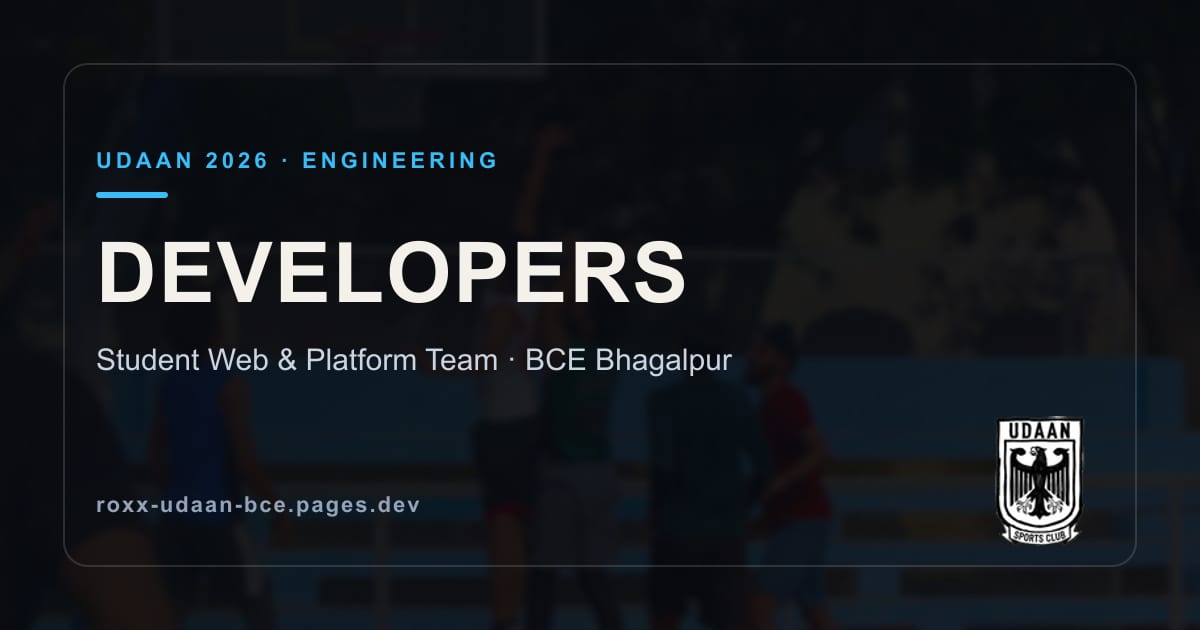 UDAAN 2026 · ENGINEERING
DEVELOPERS
Student Web & Platform Team · BCE Bhagalpur
roxx-udaan-bce.pages.dev
UDAAN
SPORTS CLUB